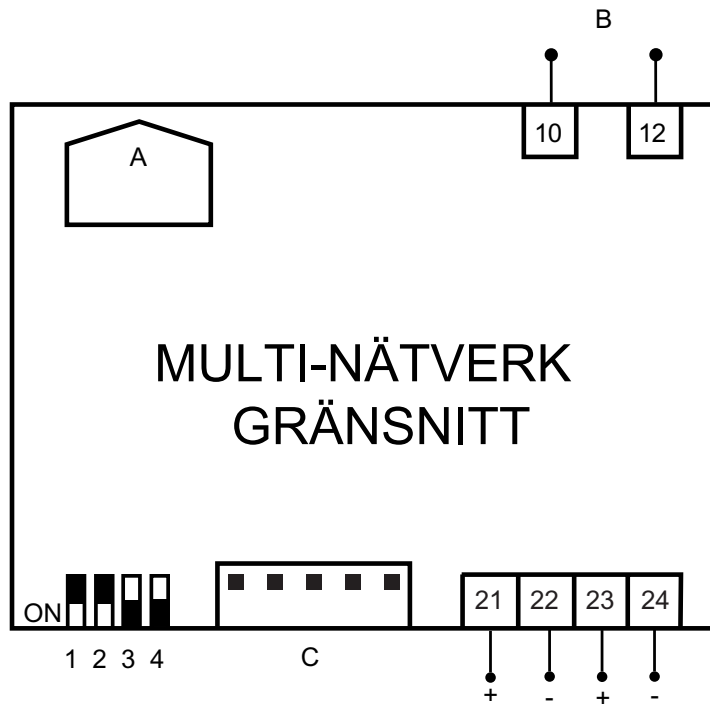 B
A
10 12
MULTI-NÄTVERK
GRÄNSNITT
21 22 23 24
ON
1 2 3 4
C
+ - + -